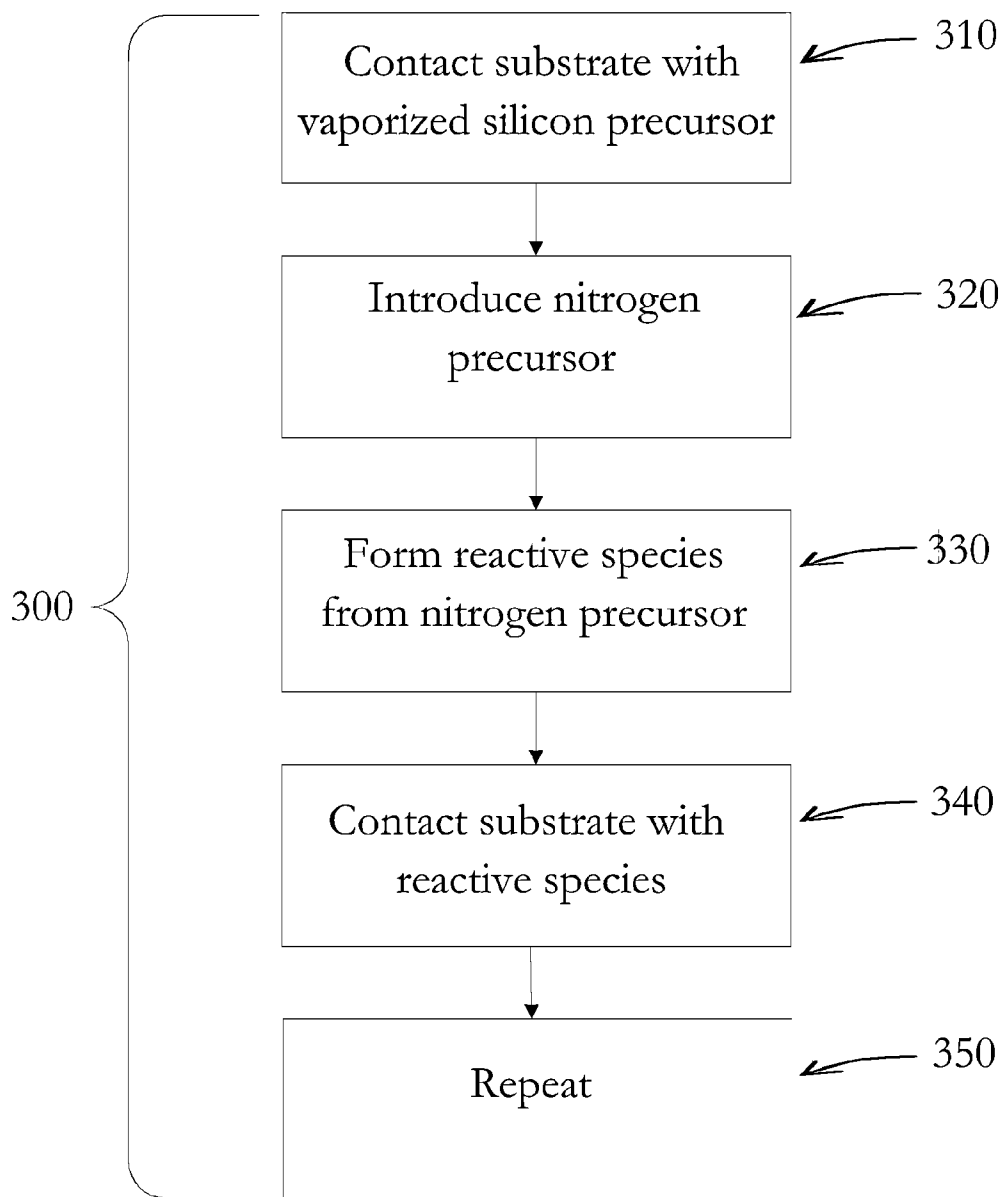 310
Contact substrate with
vaporized silicon precursor
320
Introduce nitrogen
precursor
330
Form reactive species
from nitrogen precursor
300
340
Contact substrate with
reactive species
350
Repeat